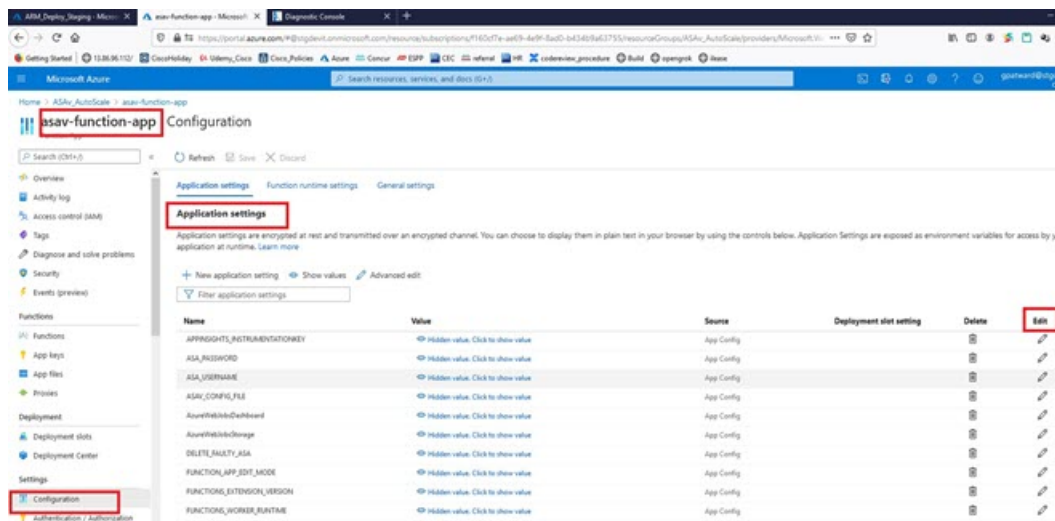 ARM_Deploy_Staging - Micros
asav-function-app - Microsoft
Diagnostic Console
https://portal.azure.com/
Getting Started
CiscoHoliday
Udemy_Cisco
Cisco_Policies
Azure
Concur
ESPP
CEC
referral
HR
codereview_procedure
Build
opengrok
ilease
Microsoft Azure
Search resources, services, and docs (G+/)
Home > ASAv_AutoScale > asav-function-app
asav-function-app | Configuration
Search (Ctrl+/)
Refresh Save Discard
Overview
Activity log
Access control (IAM)
Tags
Diagnose and solve problems
Security
Events (preview)
Functions
Functions
App keys
App files
Proxies
Deployment
Deployment slots
Deployment Center
Settings
Configuration
Authentication / Authorization
Application settings Function runtime settings General settings
Application settings
Application settings are encrypted at rest and transmitted over an encrypted channel. You can choose to display them in plain text in your browser by using the controls below. Application Settings are exposed as environment variables for access by y
application at runtime. Learn more
New application setting Show values Advanced edit
Filter application settings
Name Value Source Deployment slot setting Delete Edit
APPINSIGHTS_INSTRUMENTATIONKEY Hidden value. Click to show value App Config
ASA_PASSWORD Hidden value. Click to show value App Config
ASA_USERNAME Hidden value. Click to show value App Config
ASAV_CONFIG_FILE Hidden value. Click to show value App Config
AzureWebJobsDashboard Hidden value. Click to show value App Config
AzureWebJobsStorage Hidden value. Click to show value App Config
DELETE_FAULTY_ASA Hidden value. Click to show value App Config
FUNCTION_APP_EDIT_MODE Hidden value. Click to show value App Config
FUNCTIONS_EXTENSION_VERSION Hidden value. Click to show value App Config
FUNCTIONS_WORKER_RUNTIME Hidden value. Click to show value App Config